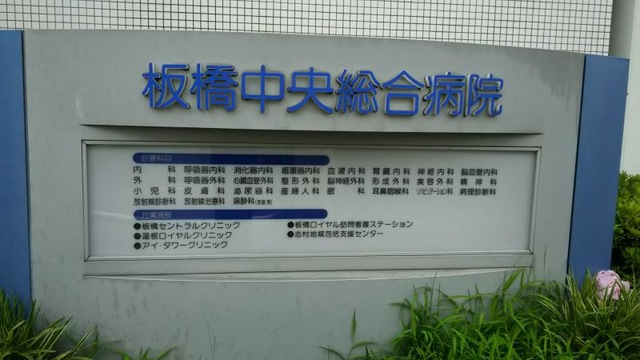 板橋中央総合病院
診療科目
内科 呼吸器内科 消化器内科 循環器内科 血液内科 腎臓内科 神経内科 脳血管内科
外科 呼吸器外科 心臓血管外科 整形外科 脳神経外科 形成外科 美容外科 精神科
小児科 皮膚科 泌尿器科 産婦人科 眼科 耳鼻咽喉科 リハビリテーション科 病理診断科
放射線診断科 放射線治療科 麻酔科
付属施設
●板橋セントラルクリニック ●板橋ロイヤル訪問看護ステーション
●蓮根ロイヤルクリニック ●志村地域包括支援センター
●アイ・タワークリニック